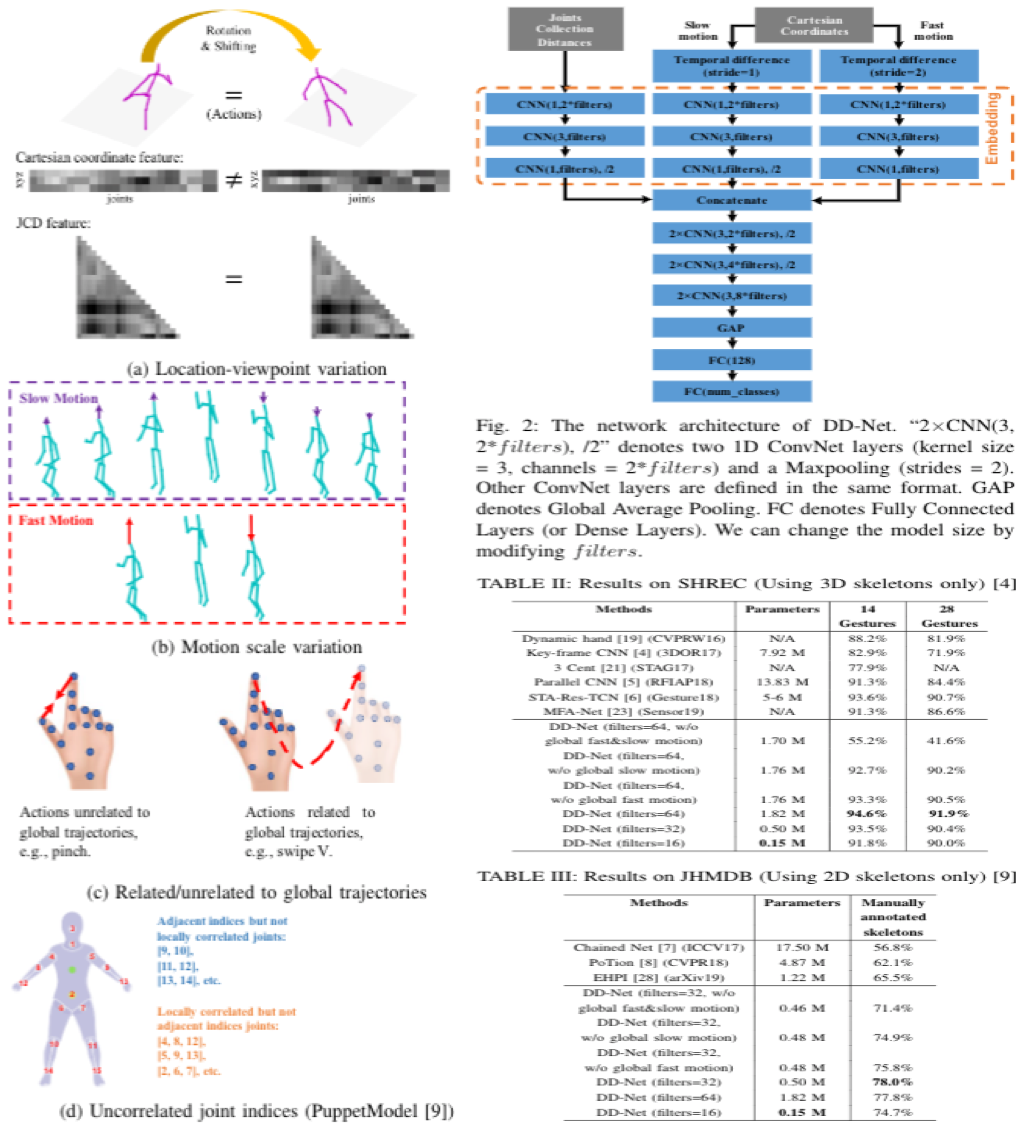 Rotation
& Shifting
=
(Actions)
Cartesian coordinate feature:
xyz
≠
xyz
joints
joints
JCD feature:
=
(a) Location-viewpoint variation
Slow Motion
Fast Motion
(b) Motion scale variation
Actions unrelated to
global trajectories,
e.g., pinch.
Actions related to
global trajectories,
e.g., swipe V.
(c) Related/unrelated to global trajectories
Adjacent indices but not
locally correlated joints:
[9, 10],
[11, 12],
[13, 14], etc.
Locally correlated but not
adjacent indices joints:
[4, 8, 12],
[5, 9, 13],
[2, 6, 7], etc.
(d) Uncorrelated joint indices (PuppetModel [9])
Joints
Collection
Distances
Slow
motion
Cartesian
Coordinates
Fast
motion
Temporal difference
(stride=1)
Temporal difference
(stride=2)
CNN(1,2*filters)
CNN(1,2*filters)
CNN(1,2*filters)
CNN(3,filters)
CNN(3,filters)
CNN(3,filters)
CNN(1,filters), /2
CNN(1,filters), /2
CNN(1,filters)
Embedding
Concatenate
2×CNN(3,2*filters), /2
2×CNN(3,4*filters), /2
2×CNN(3,8*filters)
GAP
FC(128)
FC(num_classes)
Fig. 2: The network architecture of DD-Net. “2×CNN(3,
2*filters), /2” denotes two 1D ConvNet layers (kernel size
= 3, channels = 2*filters) and a Maxpooling (strides = 2).
Other ConvNet layers are defined in the same format. GAP
denotes Global Average Pooling. FC denotes Fully Connected
Layers (or Dense Layers). We can change the model size by
modifying filters.
TABLE II: Results on SHREC (Using 3D skeletons only) [4]
Methods Parameters 14 Gestures 28 Gestures
Dynamic hand [19] (CVPRW16) N/A 88.2% 81.9%
Key-frame CNN [4] (3DOR17) 7.92 M 82.9% 71.9%
3 Cent [21] (STAG17) N/A 77.9% N/A
Parallel CNN [5] (RFIAP18) 13.83 M 91.3% 84.4%
STA-Res-TCN [6] (Gesture18) 5-6 M 93.6% 90.7%
MFA-Net [23] (Sensor19) N/A 91.3% 86.6%
DD-Net (filters=64, w/o
global fast&slow motion) 1.70 M 55.2% 41.6%
DD-Net (filters=64,
w/o global slow motion) 1.76 M 92.7% 90.2%
DD-Net (filters=64,
w/o global fast motion) 1.76 M 93.3% 90.5%
DD-Net (filters=64) 1.82 M 94.6% 91.9%
DD-Net (filters=32) 0.50 M 93.5% 90.4%
DD-Net (filters=16) 0.15 M 91.8% 90.0%
TABLE III: Results on JHMDB (Using 2D skeletons only) [9]
Methods Parameters Manually
annotated
skeletons
Chained Net [7] (ICCV17) 17.50 M 56.8%
PoTion [8] (CVPR18) 4.87 M 62.1%
EHPI [28] (arXiv19) 1.22 M 65.5%
DD-Net (filters=32, w/o
global fast&slow motion) 0.46 M 71.4%
DD-Net (filters=32,
w/o global slow motion) 0.48 M 74.9%
DD-Net (filters=32,
w/o global fast motion) 0.48 M 75.8%
DD-Net (filters=32) 0.50 M 78.0%
DD-Net (filters=64) 1.82 M 77.8%
DD-Net (filters=16) 0.15 M 74.7%